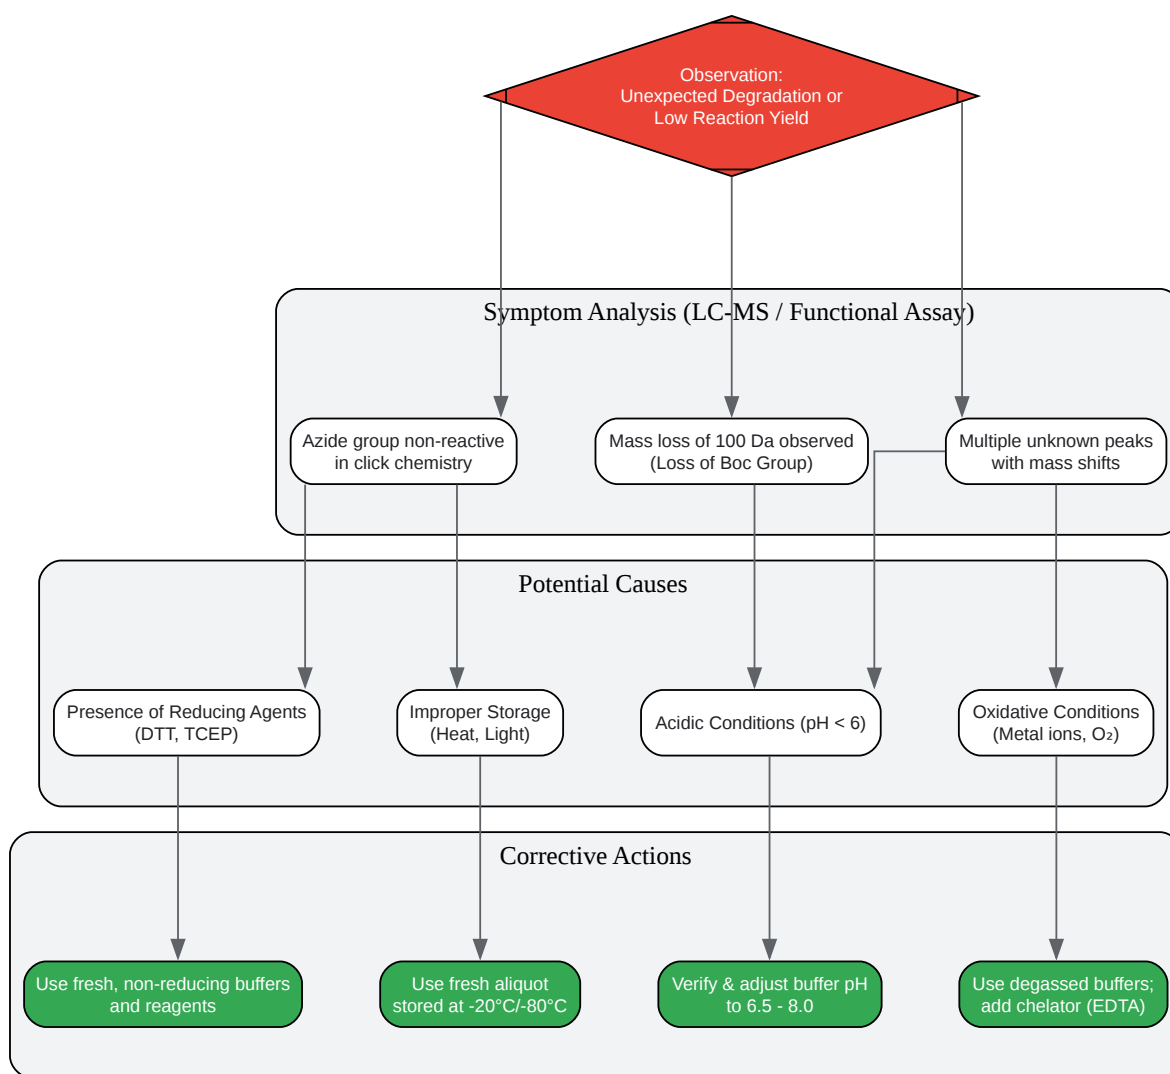 Observation:
Unexpected Degradation or
Low Reaction Yield
Symptom Analysis (LC-MS / Functional Assay)
Azide group non-reactive
in click chemistry
Mass loss of 100 Da observed
(Loss of Boc Group)
Multiple unknown peaks
with mass shifts
Potential Causes
Presence of Reducing Agents
(DTT, TCEP)
Improper Storage
(Heat, Light)
Acidic Conditions (pH < 6)
Oxidative Conditions
(Metal ions, O₂)
Corrective Actions
Use fresh, non-reducing buffers
and reagents
Use fresh aliquot
stored at -20°C/-80°C
Verify & adjust buffer pH
to 6.5 - 8.0
Use degassed buffers;
add chelator (EDTA)